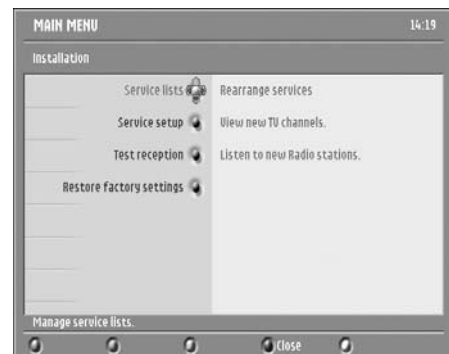 MAIN MENU 14:19
Installation
Service lists Rearrange services
Service setup View new TV channels.
Test reception Listen to new Radio stations.
Restore factory settings
Manage service lists.
Close